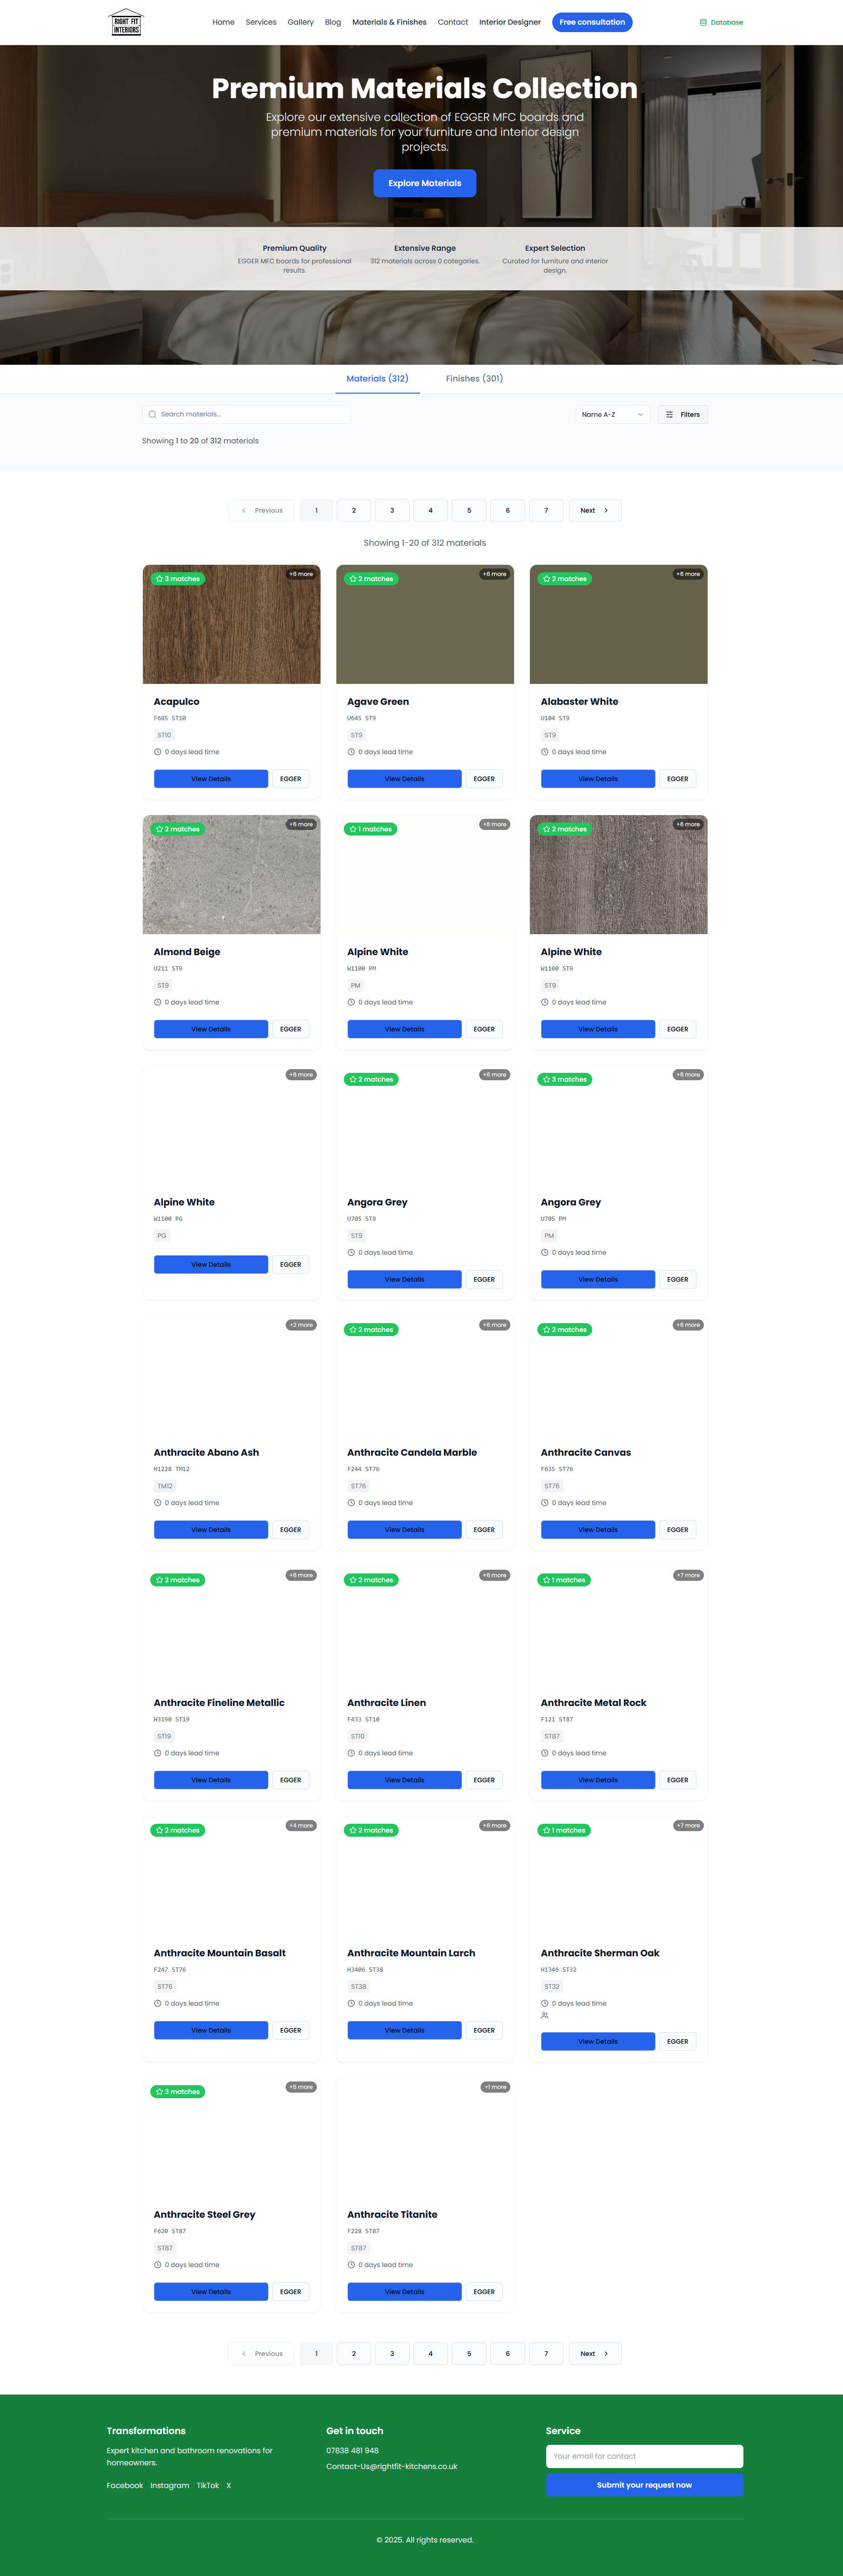 RIGHT FIT
INTERIORS
Home Services Gallery Blog Materials & Finishes Contact Interior Designer Free consultation Database
Premium Materials Collection
Explore our extensive collection of EGGER MFC boards and
premium materials for your furniture and interior design
projects.
Explore Materials
Premium Quality
EGGER MFC boards for professional
results.
Extensive Range
312 materials across 0 categories.
Expert Selection
Curated for furniture and interior
design.
Materials (312) Finishes (301)
Search materials... Name A-Z Filters
Showing 1 to 20 of 312 materials
Previous 1 2 3 4 5 6 7 Next
Showing 1-20 of 312 materials
3 matches +6 more
Acapulco
F685 ST10
ST10
0 days lead time
View Details EGGER
2 matches +6 more
Agave Green
U645 ST9
ST9
0 days lead time
View Details EGGER
2 matches +6 more
Alabaster White
U104 ST9
ST9
0 days lead time
View Details EGGER
2 matches +6 more
Almond Beige
U211 ST9
ST9
0 days lead time
View Details EGGER
1 matches +6 more
Alpine White
W1100 PM
PM
0 days lead time
View Details EGGER
2 matches +6 more
Alpine White
W1100 ST9
ST9
0 days lead time
View Details EGGER
+6 more
Alpine White
W1100 PG
PG
View Details EGGER
2 matches +6 more
Angora Grey
U705 ST9
ST9
0 days lead time
View Details EGGER
3 matches +6 more
Angora Grey
U705 PM
PM
0 days lead time
View Details EGGER
+2 more
Anthracite Abano Ash
H1228 TM12
TM12
0 days lead time
View Details EGGER
2 matches +6 more
Anthracite Candela Marble
F244 ST76
ST76
0 days lead time
View Details EGGER
2 matches +6 more
Anthracite Canvas
F635 ST76
ST76
0 days lead time
View Details EGGER
2 matches +6 more
Anthracite Fineline Metallic
H3190 ST19
ST19
0 days lead time
View Details EGGER
2 matches +6 more
Anthracite Linen
F433 ST10
ST10
0 days lead time
View Details EGGER
1 matches +7 more
Anthracite Metal Rock
F121 ST87
ST87
0 days lead time
View Details EGGER
2 matches +4 more
Anthracite Mountain Basalt
F247 ST76
ST76
0 days lead time
View Details EGGER
2 matches +6 more
Anthracite Mountain Larch
H3406 ST38
ST38
0 days lead time
View Details EGGER
1 matches +7 more
Anthracite Sherman Oak
H1346 ST32
ST32
0 days lead time
View Details EGGER
3 matches +5 more
Anthracite Steel Grey
F620 ST87
ST87
0 days lead time
View Details EGGER
+1 more
Anthracite Titanite
F228 ST87
ST87
0 days lead time
View Details EGGER
Previous 1 2 3 4 5 6 7 Next
Transformations
Expert kitchen and bathroom renovations for
homeowners.
Facebook Instagram TikTok X
Get in touch
07838 481 948
Contact-Us@rightfit-kitchens.co.uk
Service
Your email for contact
Submit your request now
© 2025. All rights reserved.